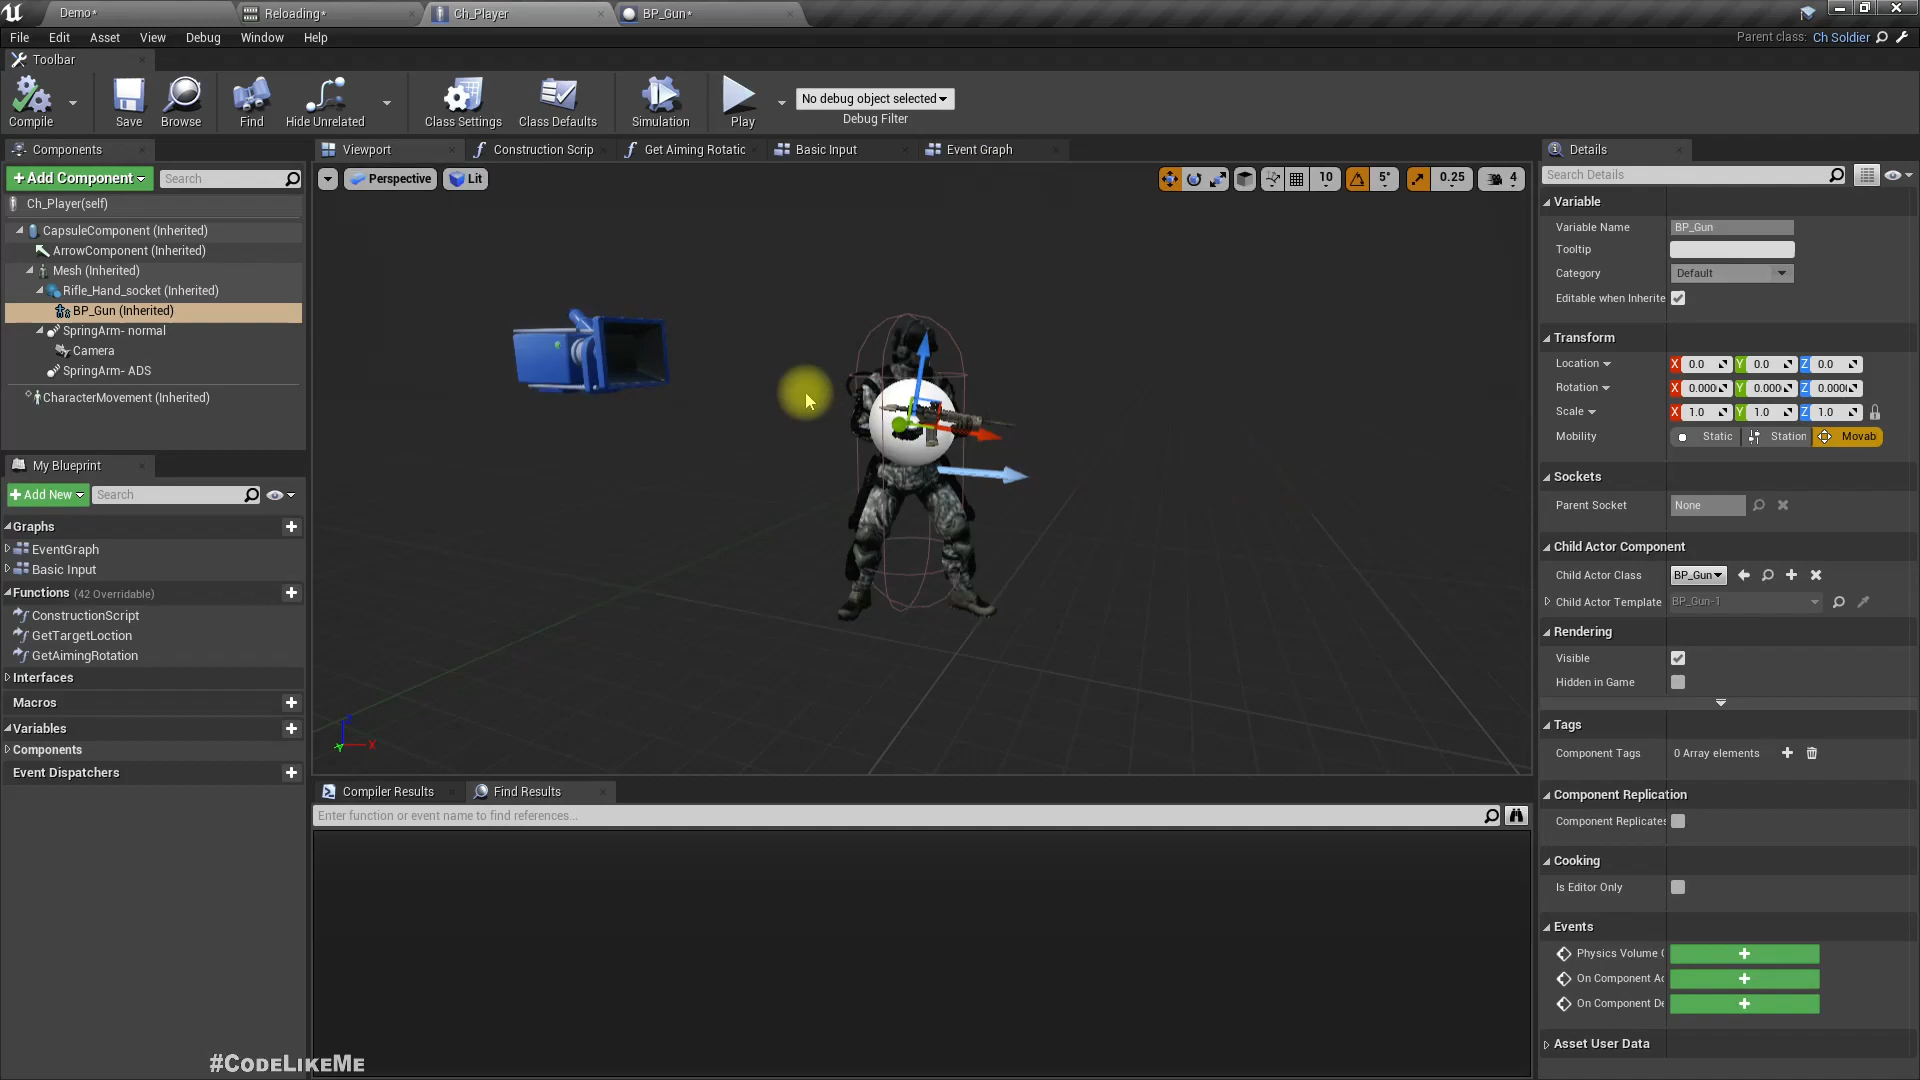 Demo*
Reloading*
Ch_Player
BP_Gun*
File
Edit
Asset
View
Debug
Window
Help
Parent class: Ch Soldier
Toolbar
Compile
Save
Browse
Find
Hide Unrelated
Class Settings
Class Defaults
Simulation
Play
No debug object selected
Debug Filter
Components
+Add Component
Search
Ch_Player(self)
CapsuleComponent (Inherited)
ArrowComponent (Inherited)
Mesh (Inherited)
Rifle_Hand_socket (Inherited)
BP_Gun (Inherited)
SpringArm- normal
Camera
SpringArm- ADS
CharacterMovement (Inherited)
My Blueprint
+Add New
Search
Graphs
EventGraph
Basic Input
Functions (42 Overridable)
ConstructionScript
GetTargetLoction
GetAimingRotation
Interfaces
Macros
Variables
Components
Event Dispatchers
Viewport
Construction Scrip
Get Aiming Rotatic
Basic Input
Event Graph
Perspective
Lit
10
5°
0.25
4
X
Compiler Results
Find Results
Enter function or event name to find references...
Details
Search Details
Variable
Variable Name BP_Gun
Tooltip
Category Default
Editable when Inherite
Transform
Location X 0.0 Y 0.0 Z 0.0
Rotation X 0.000 Y 0.000 Z 0.000
Scale X 1.0 Y 1.0 Z 1.0
Mobility Static Station Movab
Sockets
Parent Socket None
Child Actor Component
Child Actor Class BP_Gun
Child Actor Template BP_Gun-1
Rendering
Visible
Hidden in Game
Tags
Component Tags 0 Array elements
Component Replication
Component Replicates
Cooking
Is Editor Only
Events
Physics Volume C
On Component Ac
On Component De
Asset User Data
#CodeLikeMe